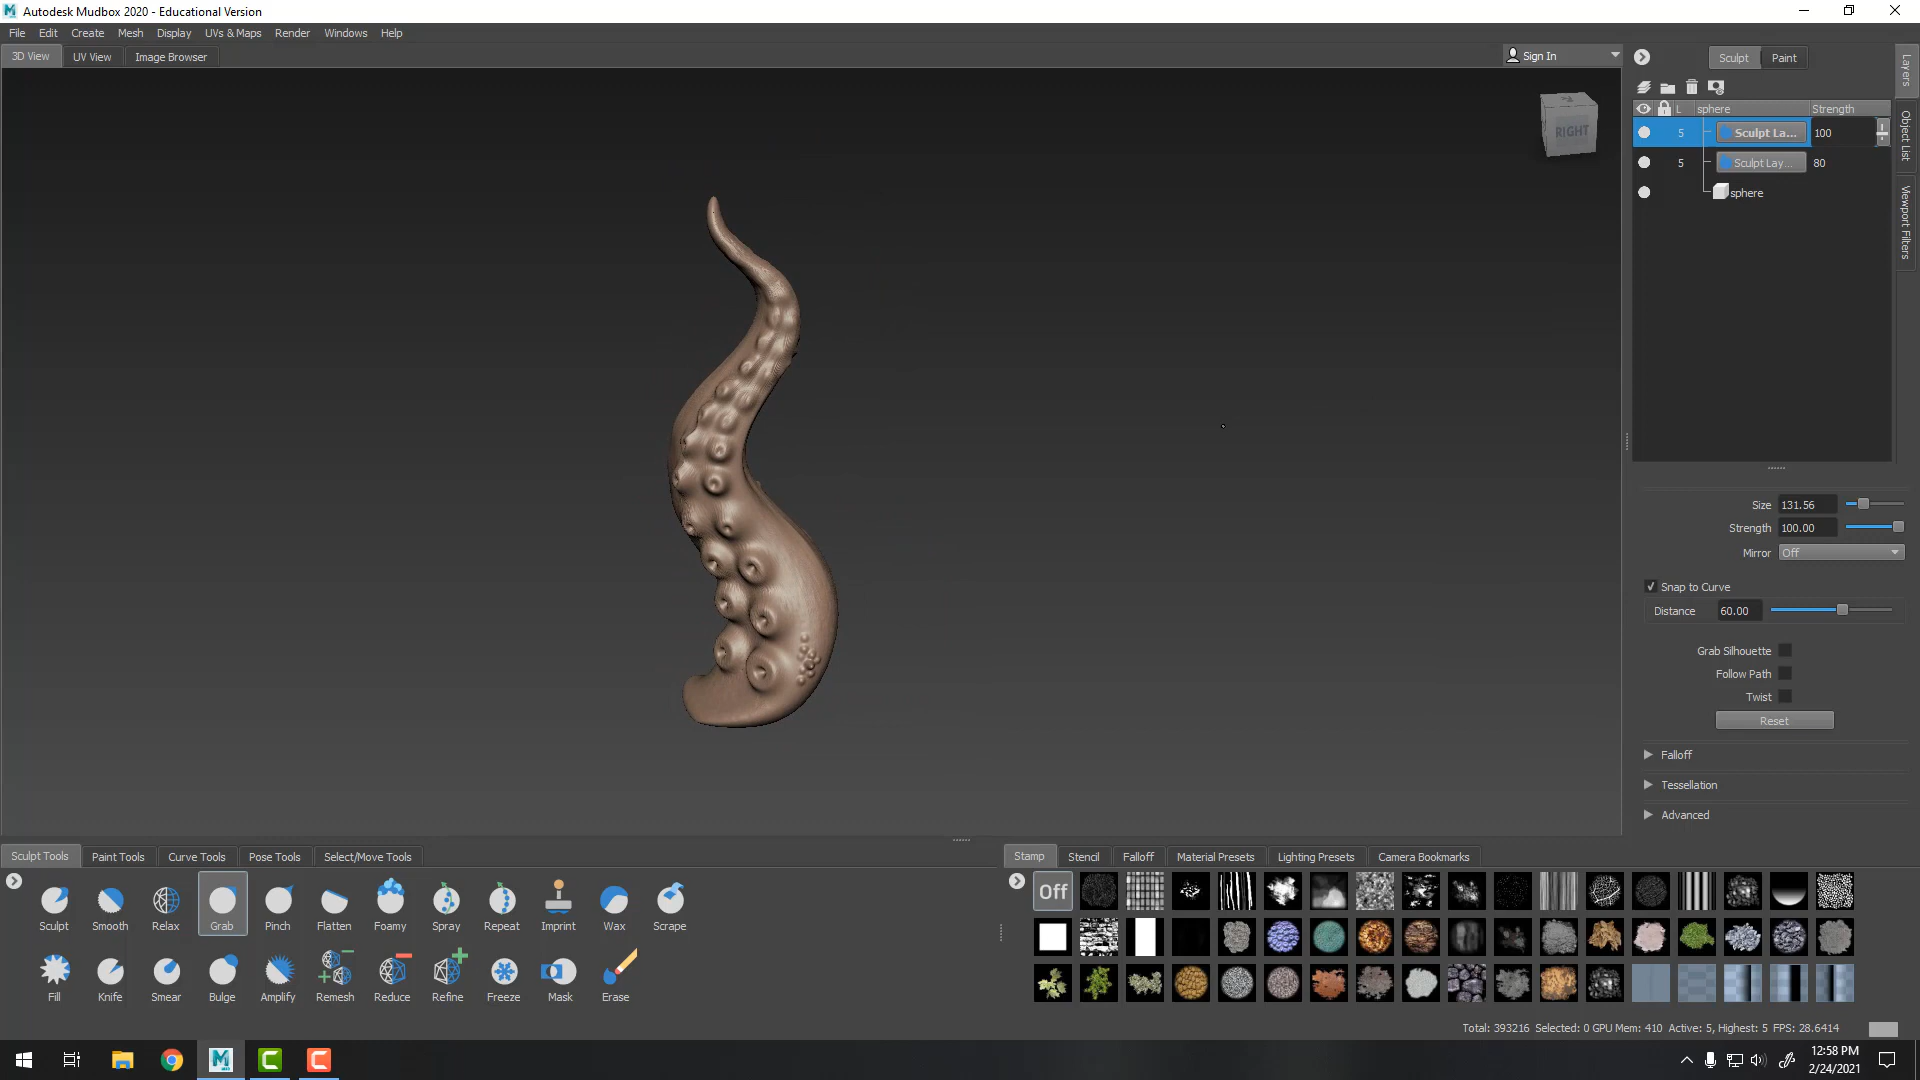 Autodesk Mudbox 2020 - Educational Version
File Edit Create Mesh Display UVs & Maps Render Windows Help
3D View UV View Image Browser
Sign In
Sculpt Paint
L sphere Strength
5 Sculpt La... 100
5 Sculpt Lay... 80
sphere
Layers
Object List
Viewport Filters
RIGHT
Size 131.56
Strength 100.00
Mirror Off
Snap to Curve
Distance 60.00
Grab Silhouette
Follow Path
Twist
Reset
Falloff
Tessellation
Advanced
Sculpt Tools Paint Tools Curve Tools Pose Tools Select/Move Tools
Sculpt Smooth Relax Grab Pinch Flatten Foamy Spray Repeat Imprint Wax Scrape
Fill Knife Smear Bulge Amplify Remesh Reduce Refine Freeze Mask Erase
Stamp Stencil Falloff Material Presets Lighting Presets Camera Bookmarks
Off
Total: 393216 Selected: 0 GPU Mem: 410 Active: 5, Highest: 5 FPS: 28.6414
12:58 PM
2/24/2021